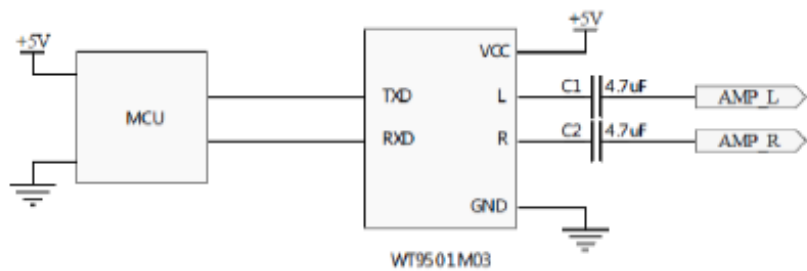 +5V
MCU
+5V
VCC
TXD
L
C1
4.7uF
AMP_L
RXD
R
C2
4.7uF
AMP_R
GND
WT9501M03